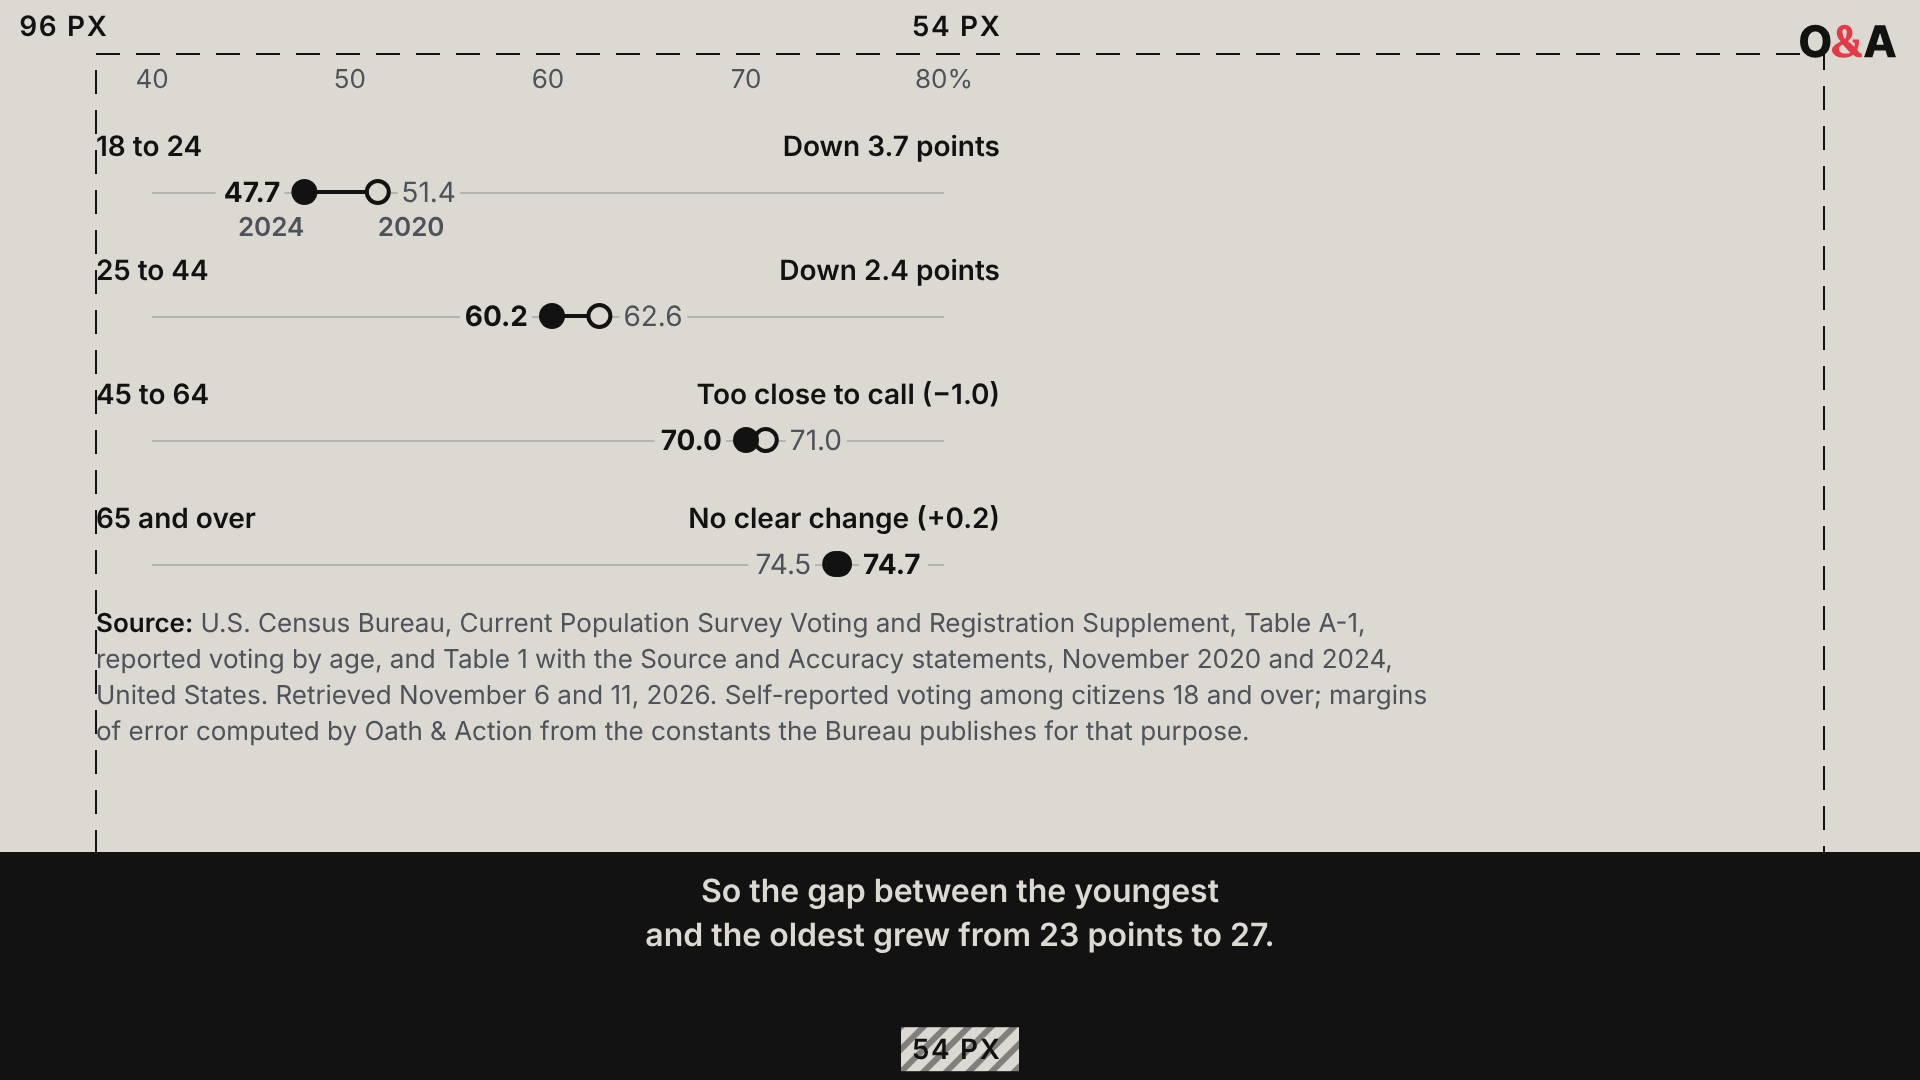 96 PX
54 PX
O&A
40 50 60 70 80%
18 to 24 Down 3.7 points
47.7 51.4
2024 2020
25 to 44 Down 2.4 points
60.2 62.6
45 to 64 Too close to call (−1.0)
70.0 71.0
65 and over No clear change (+0.2)
74.5 74.7
Source: U.S. Census Bureau, Current Population Survey Voting and Registration Supplement, Table A-1,
reported voting by age, and Table 1 with the Source and Accuracy statements, November 2020 and 2024,
United States. Retrieved November 6 and 11, 2026. Self-reported voting among citizens 18 and over; margins
of error computed by Oath & Action from the constants the Bureau publishes for that purpose.
So the gap between the youngest
and the oldest grew from 23 points to 27.
54 PX